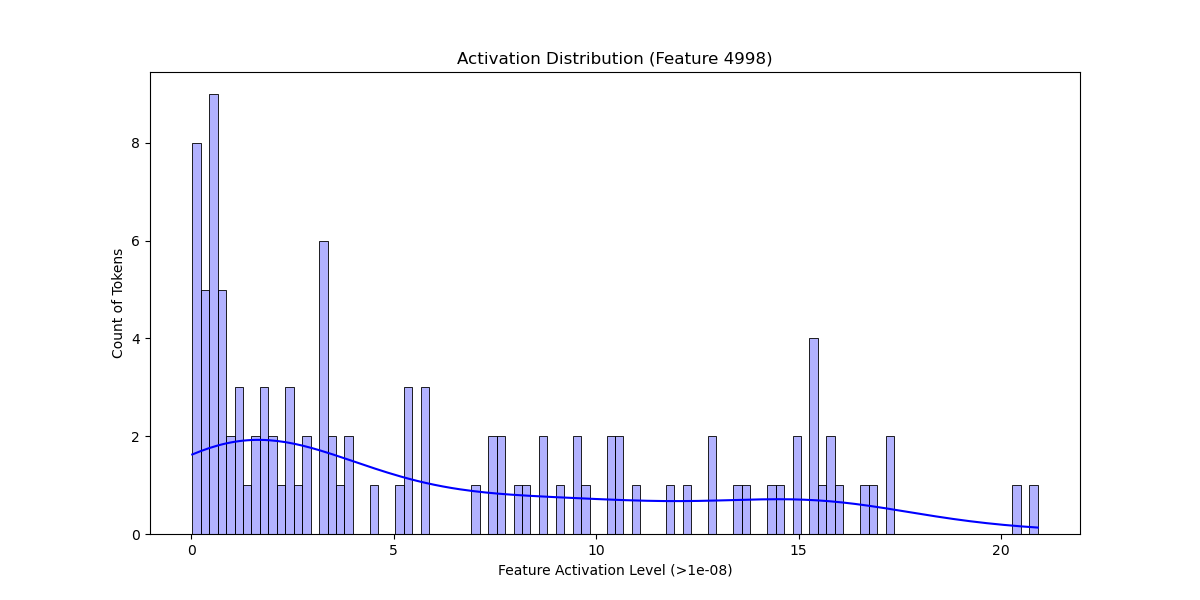 Activation Distribution (Feature 4998)
Count of Tokens
8
6
4
2
0
0 5 10 15 20
Feature Activation Level (>1e-08)